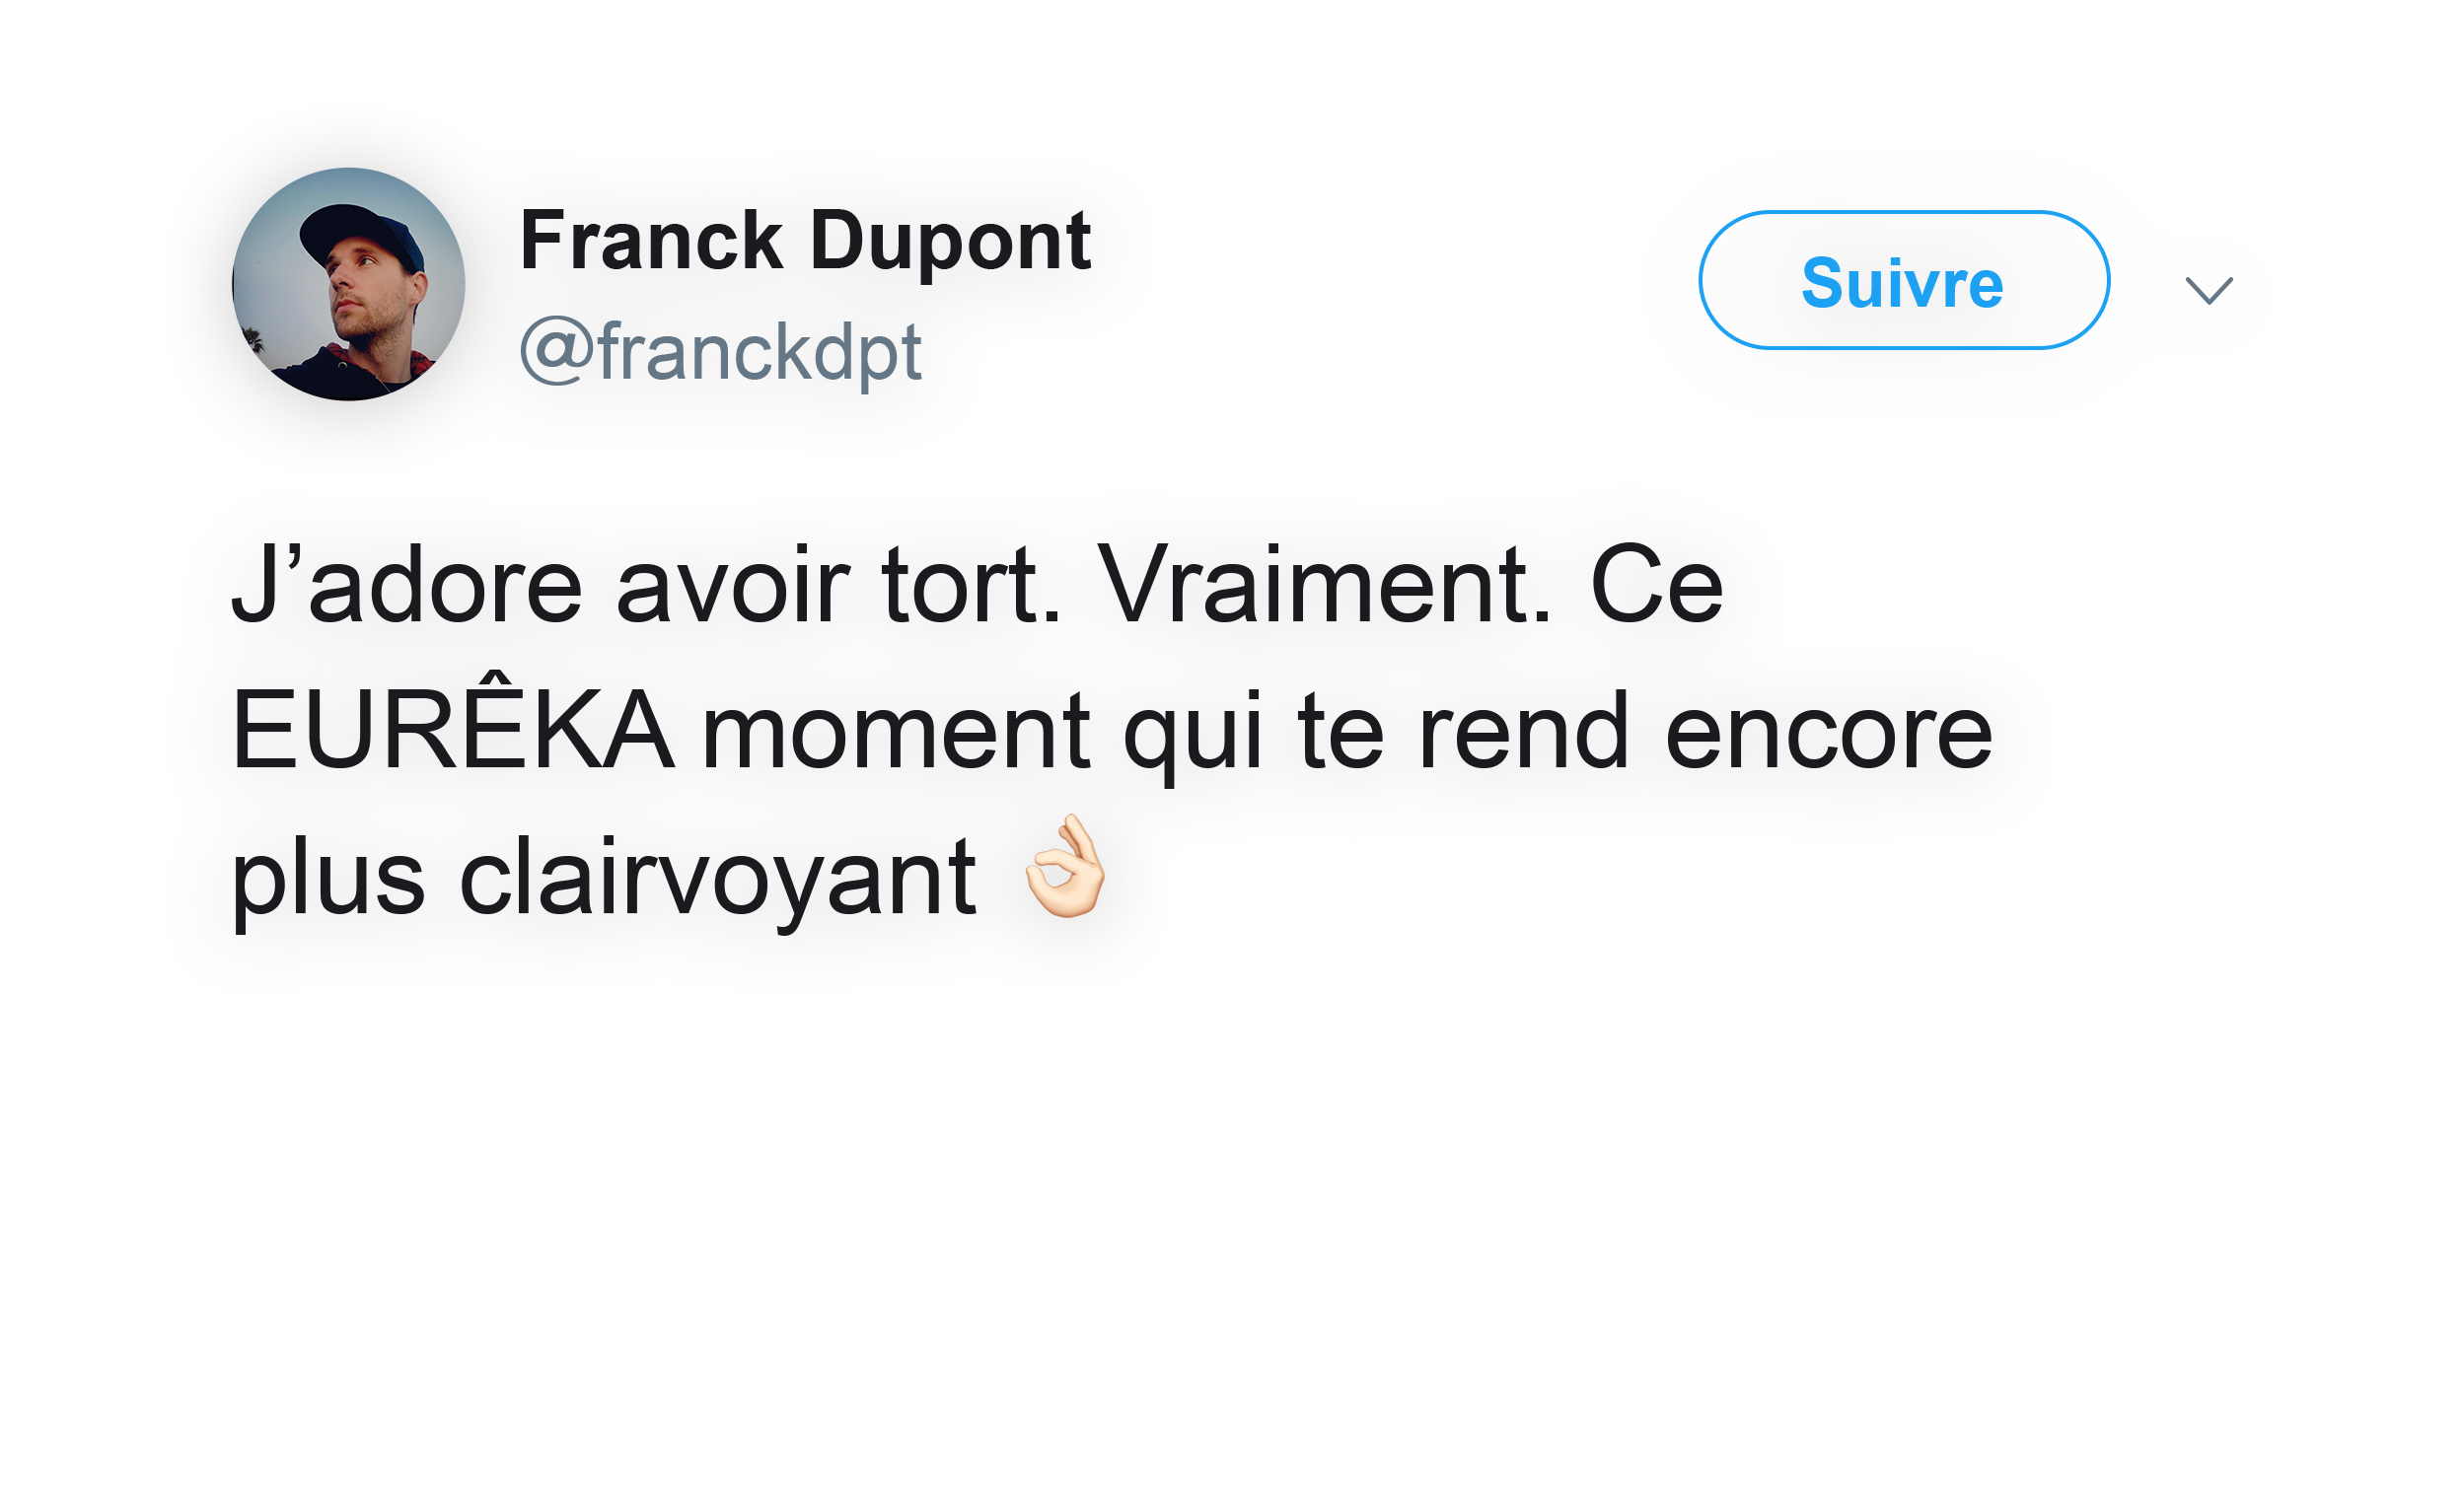 Franck Dupont
@franckdpt
Suivre
J’adore avoir tort. Vraiment. Ce
EURÊKA moment qui te rend encore
plus clairvoyant 👌🏻